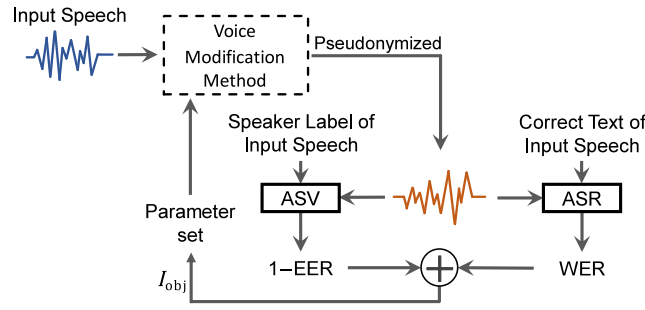 Input Speech
Voice
Modification
Method
Pseudonymized
Speaker Label of
Input Speech
Correct Text of
Input Speech
ASV
ASR
Parameter
set
1−EER
+
WER
I_obj